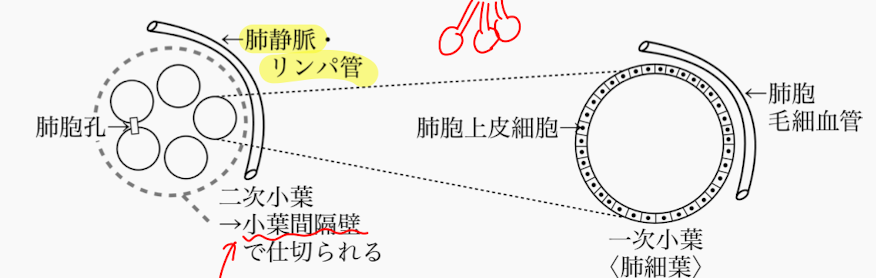 ←肺静脈・
リンパ管
肺胞孔→
二次小葉
→小葉間隔壁
で仕切られる
肺胞上皮細胞→
←肺胞
毛細血管
一次小葉
〈肺細葉〉